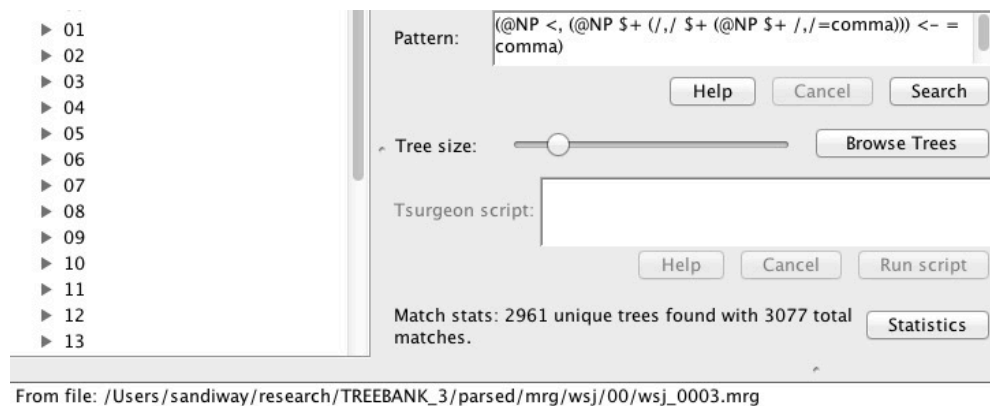 01
02
03
04
05
06
07
08
09
10
11
12
13
Pattern:
(@NP <, (@NP $+ (/,/ $+ (@NP $+ /,/=comma))) <- =
comma)
Help
Cancel
Search
Tree size:
Browse Trees
Tsurgeon script:
Help
Cancel
Run script
Match stats: 2961 unique trees found with 3077 total
matches.
Statistics
From file: /Users/sandiway/research/TREEBANK_3/parsed/mrg/wsj/00/wsj_0003.mrg